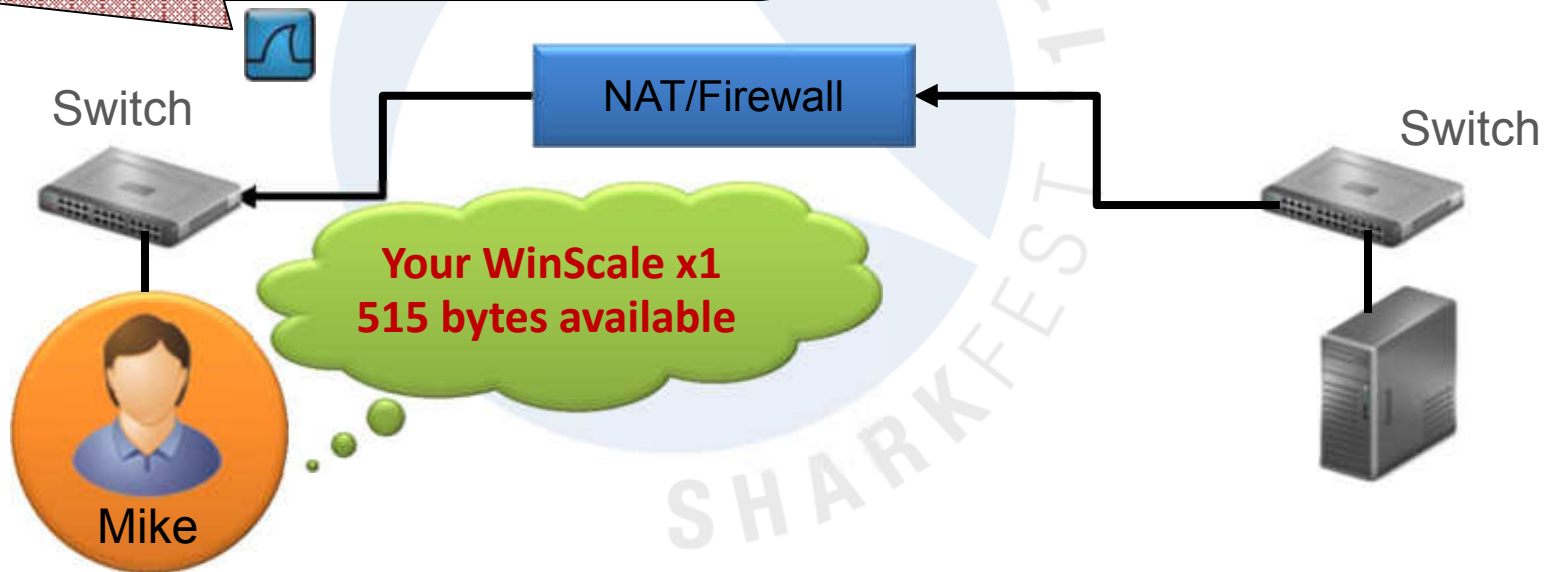 NAT/Firewall
Switch
Switch
Your WinScale x1
515 bytes available
Mike
SHARKFEST